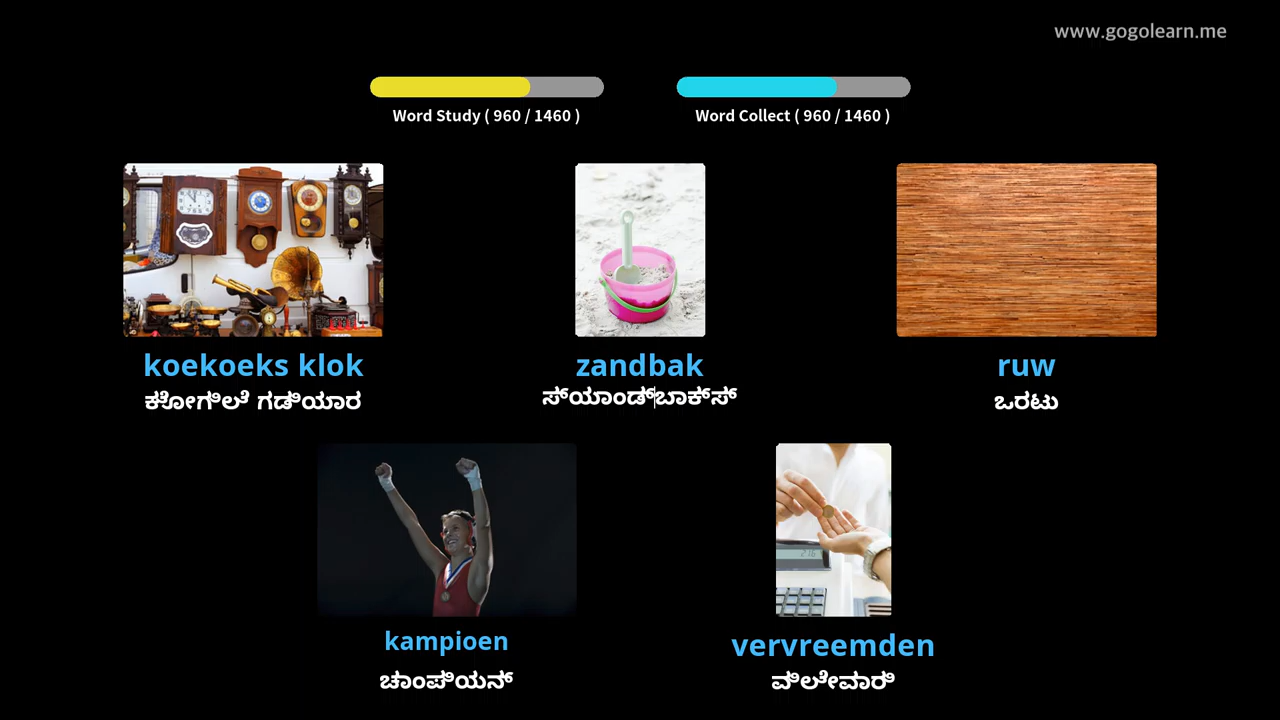 www.gogolearn.me
Word Study ( 960 / 1460 )
Word Collect ( 960 / 1460 )
koekoeks klok
ಕೋಗಿಲೆ ಗಡಿಯಾರ
zandbak
ಸ್ಯಾಂಡ್‌ಬಾಕ್ಸ್
ruw
ಒರಟು
kampioen
ಚಾಂಪಿಯನ್
vervreemden
ವಿಲೇವಾರಿ